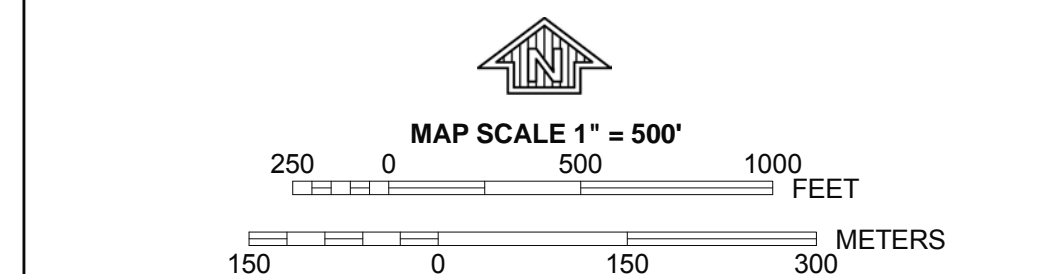 N
MAP SCALE 1" = 500'
250 0 500 1000
FEET
METERS
150 0 150 300